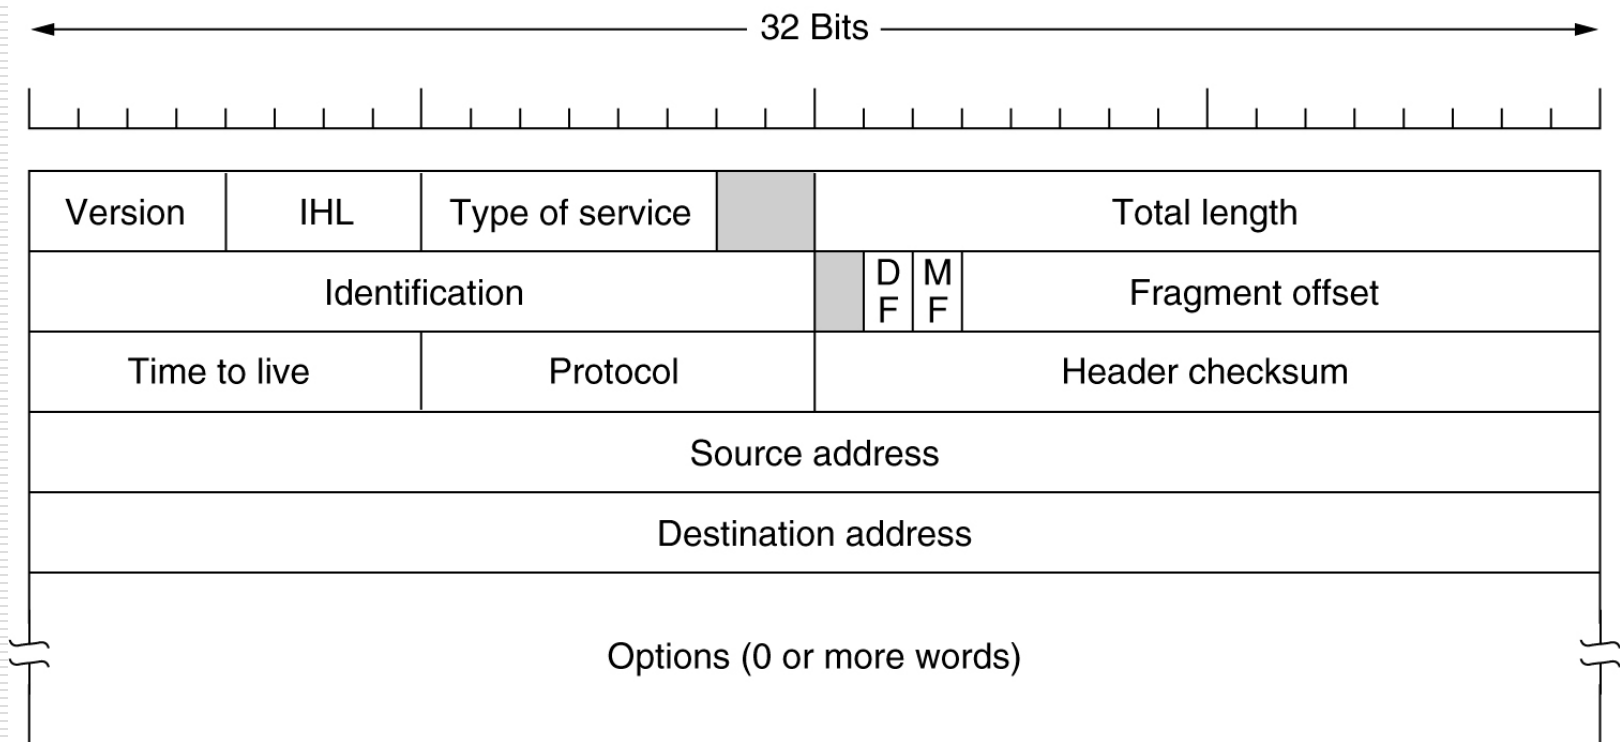 32 Bits
Version IHL Type of service Total length
Identification D F M F Fragment offset
Time to live Protocol Header checksum
Source address
Destination address
Options (0 or more words)